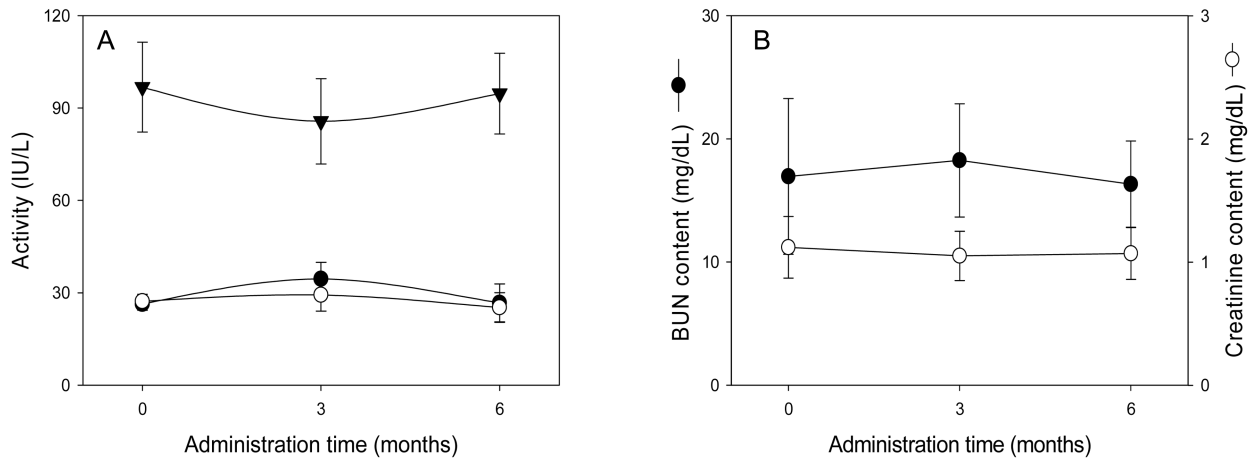 A
120
90
60
30
0
Activity (IU/L)
0 3 6
Administration time (months)
B
30
20
10
0
BUN content (mg/dL)
3
2
1
0
Creatinine content (mg/dL)
0 3 6
Administration time (months)